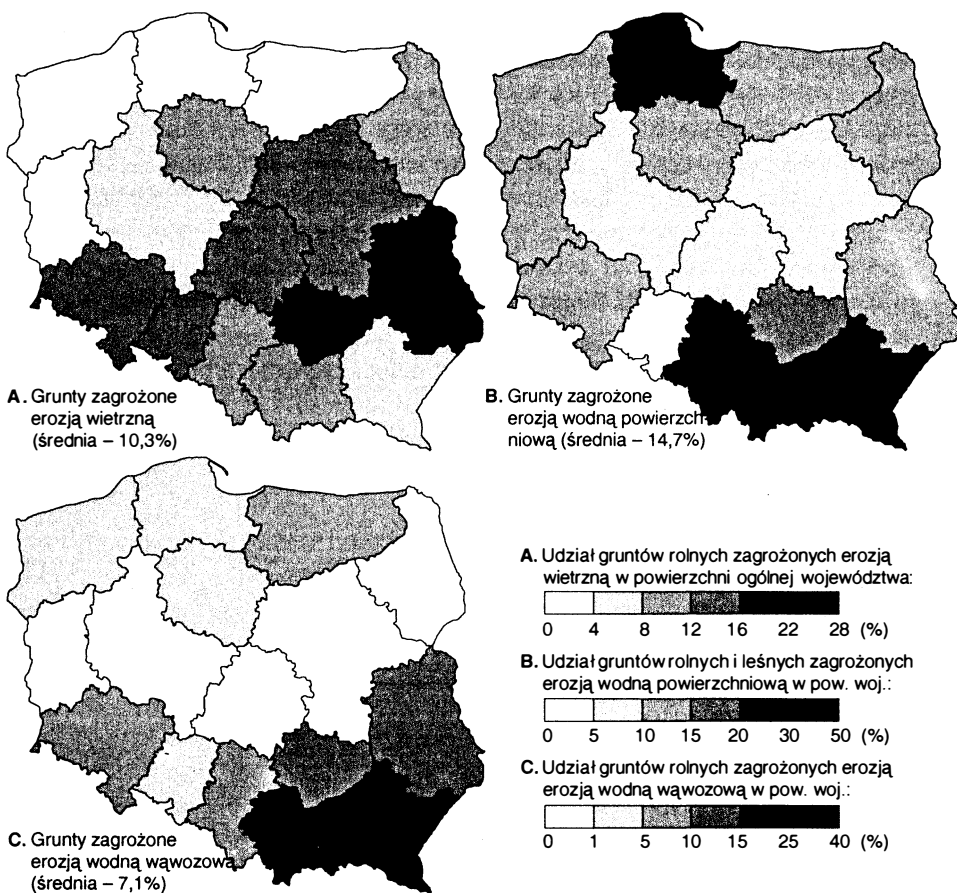 A. Grunty zagrożone
erozją wietrzną
(średnia – 10,3%)
B. Grunty zagrożone
erozją wodną powierzch-
niową (średnia – 14,7%)
C. Grunty zagrożone
erozją wodną wąwozową
(średnia – 7,1%)
A. Udział gruntów rolnych zagrożonych erozją
wietrzną w powierzchni ogólnej województwa:
0 4 8 12 16 22 28 (%)
B. Udział gruntów rolnych i leśnych zagrożonych
erozją wodną powierzchniową w pow. woj.:
0 5 10 15 20 30 50 (%)
C. Udział gruntów rolnych zagrożonych erozją
erozją wodną wąwozową w pow. woj.:
0 1 5 10 15 25 40 (%)